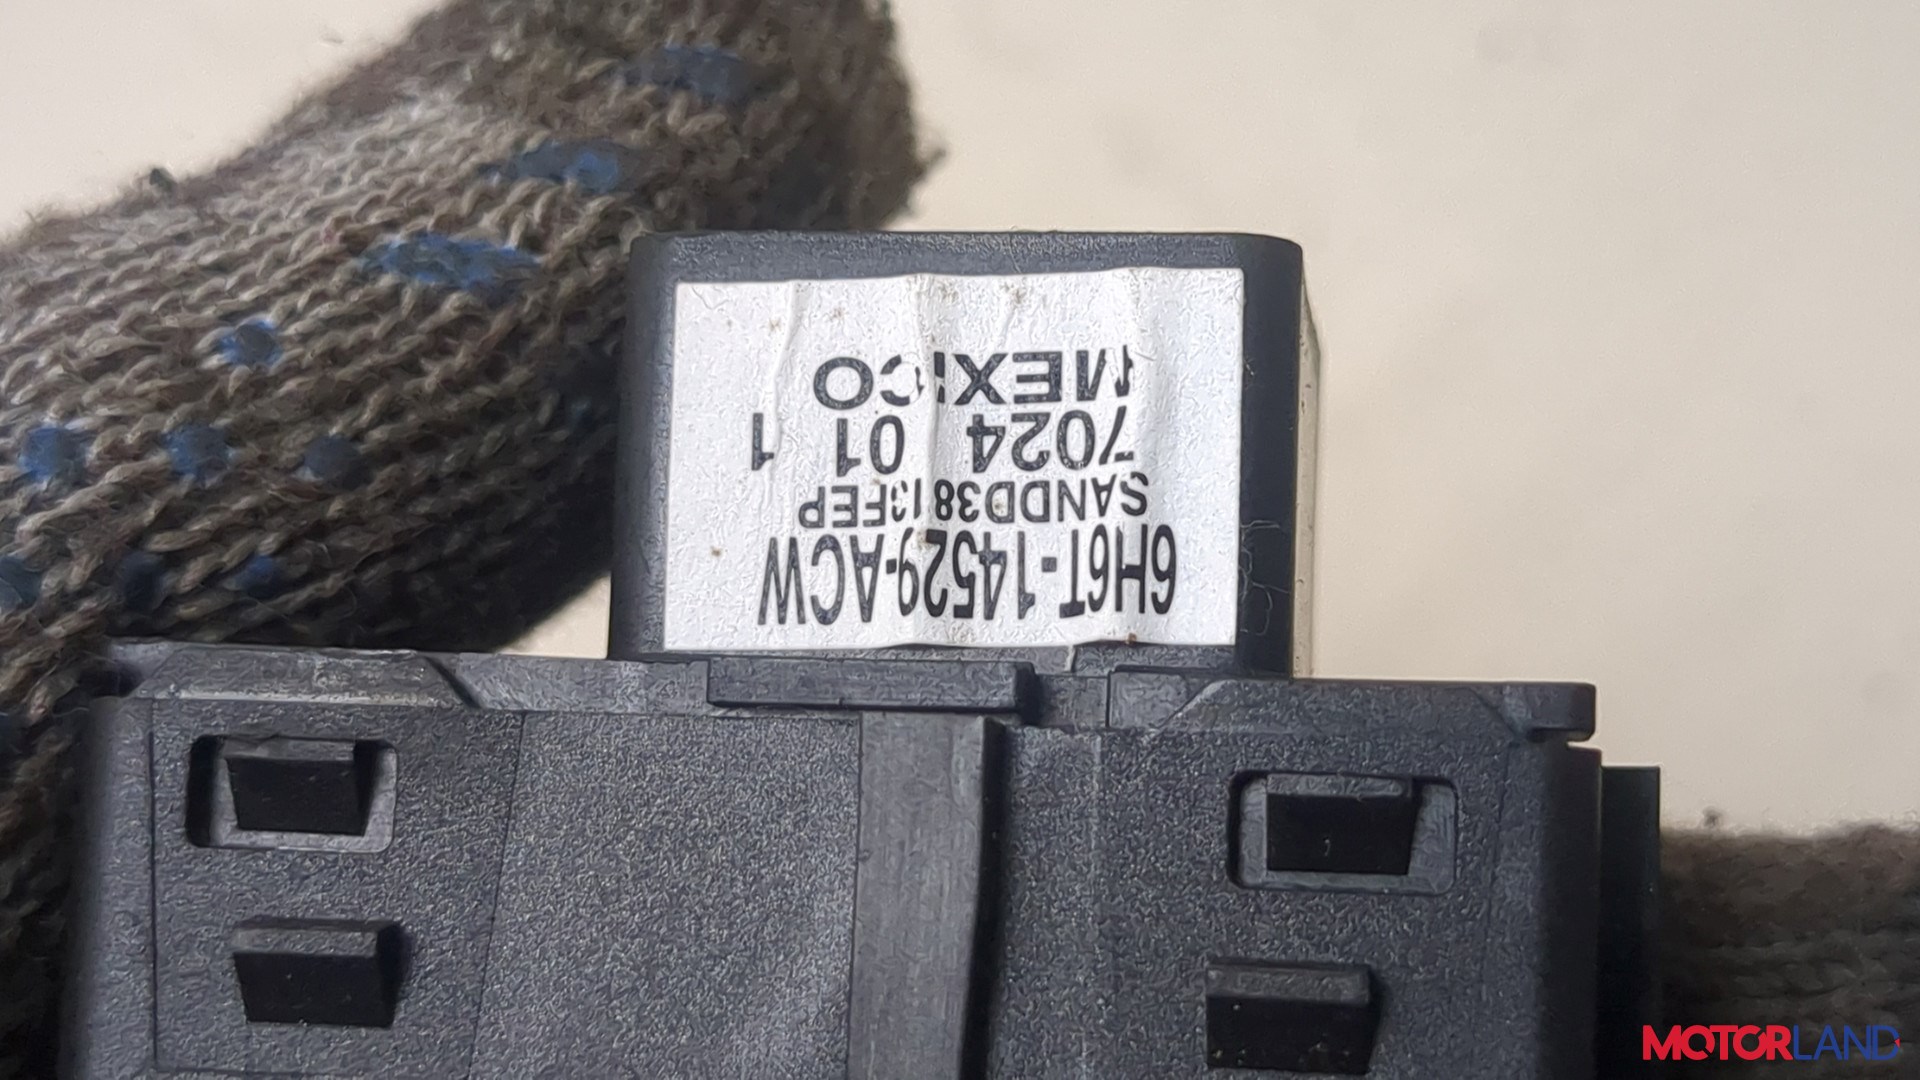 6H6T-14529-ACW
SANDD3813FEP
7024 01 1
MEXICO
MOTORLAND